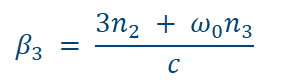 β₃ = (3n₂ + ω₀n₃) / c